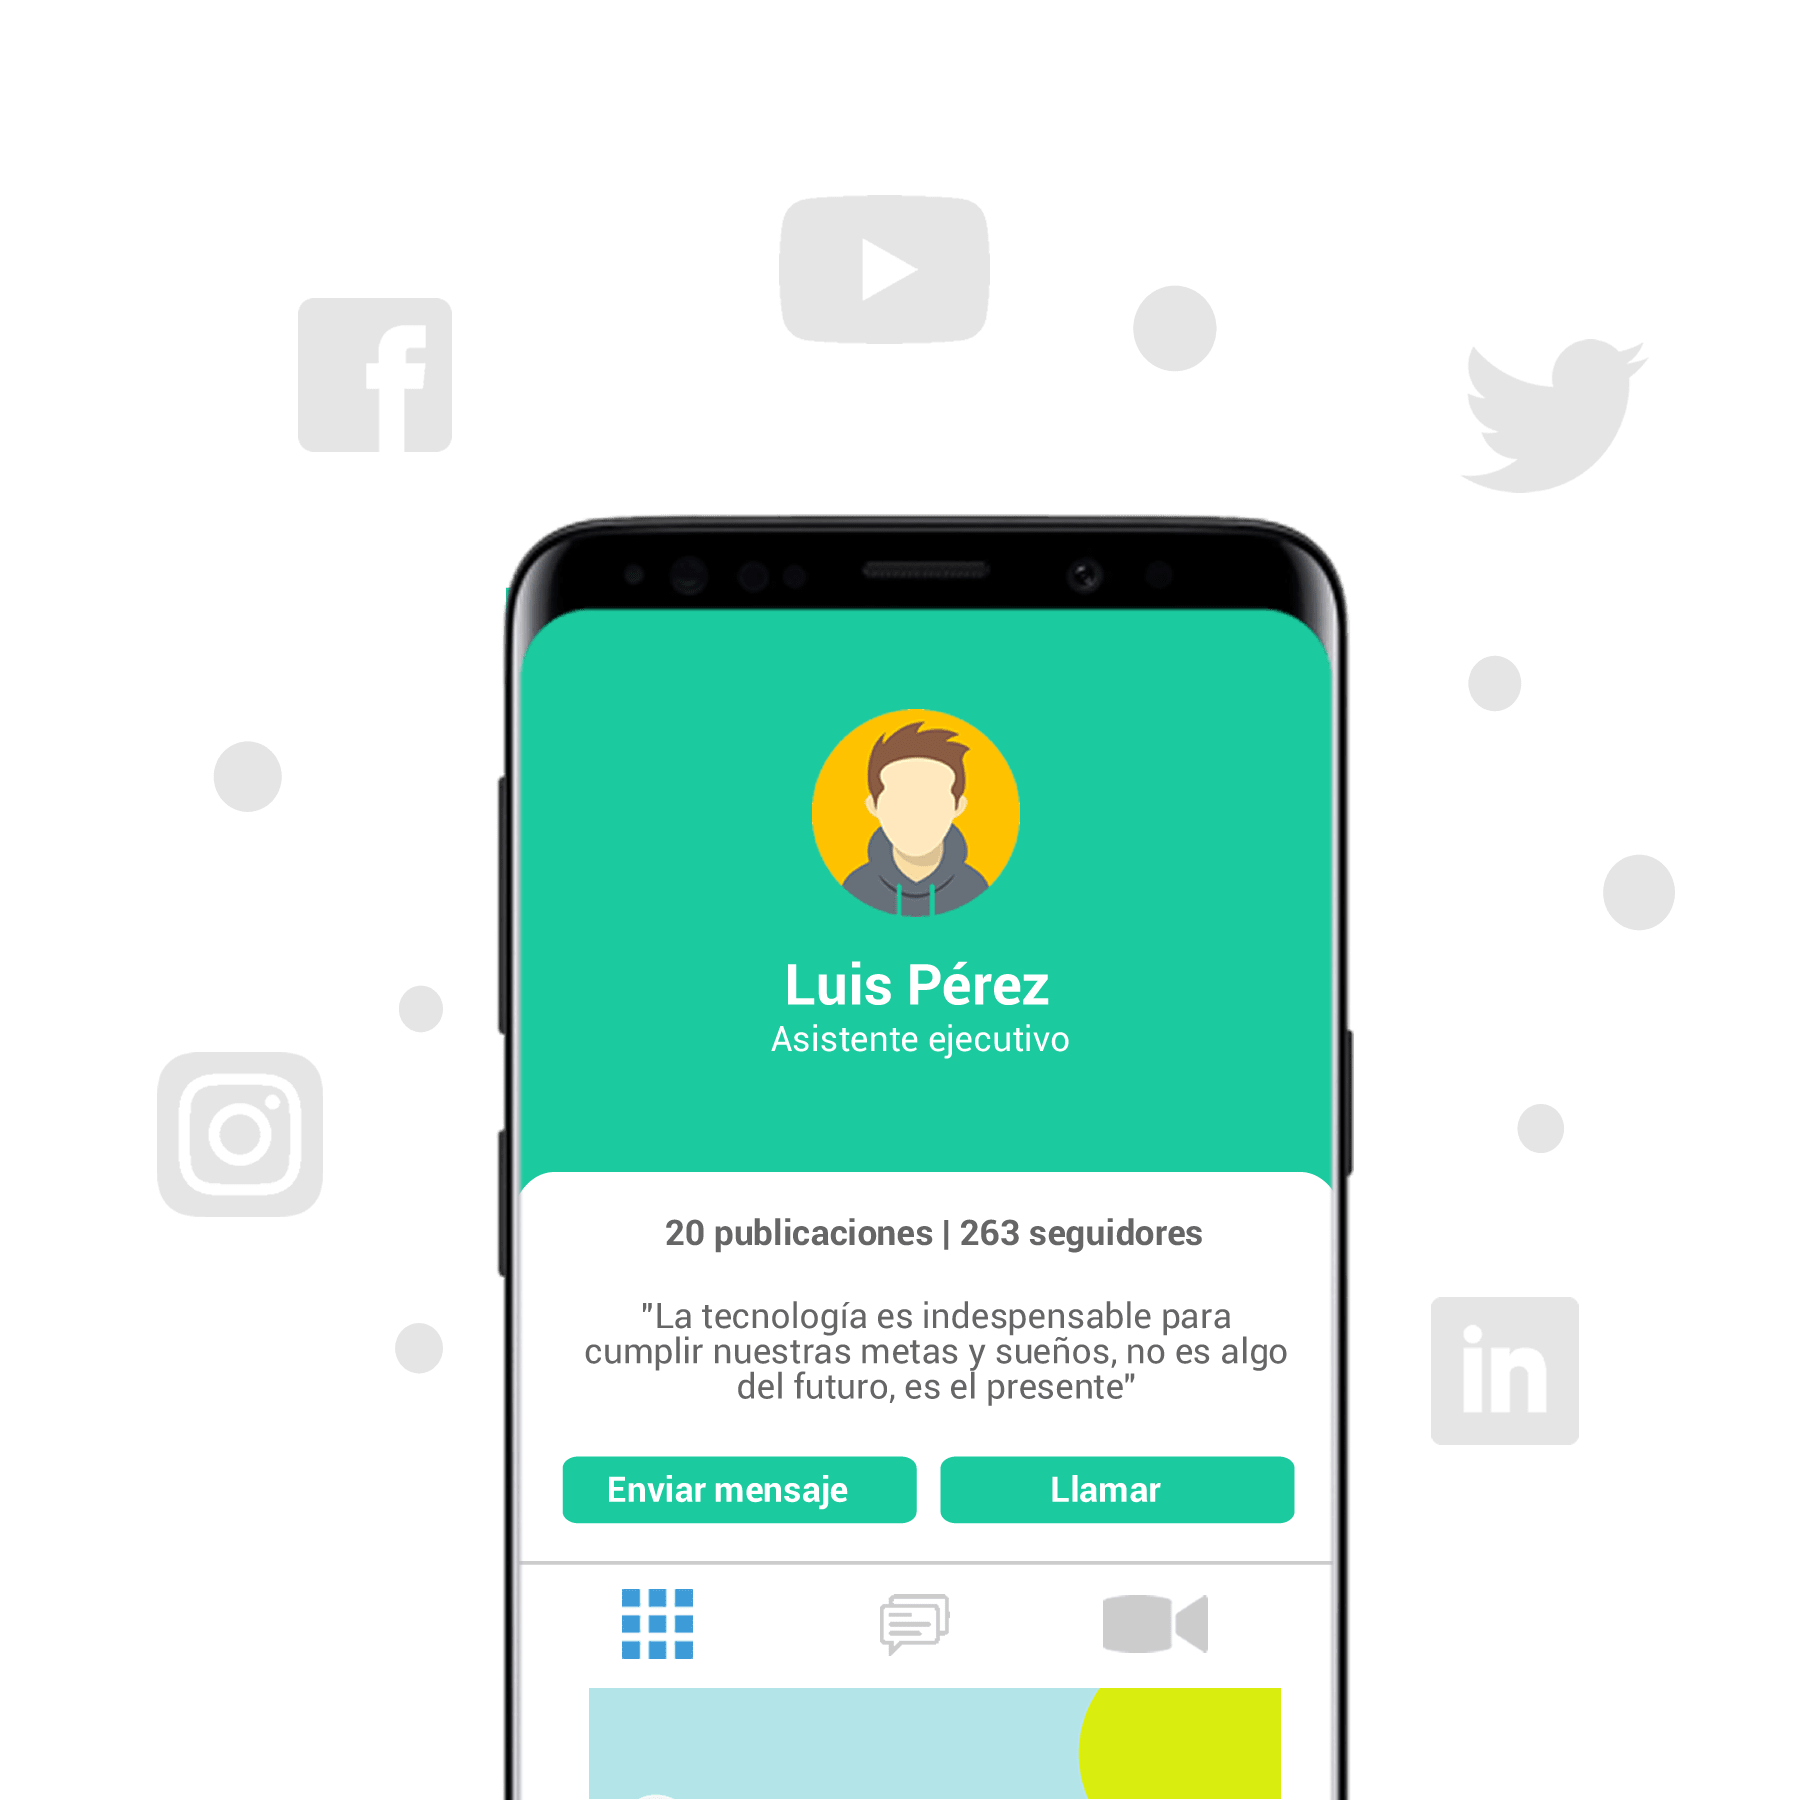 Luis Pérez
Asistente ejecutivo
20 publicaciones | 263 seguidores
"La tecnología es indespensable para
cumplir nuestras metas y sueños, no es algo
del futuro, es el presente"
Enviar mensaje
Llamar
in